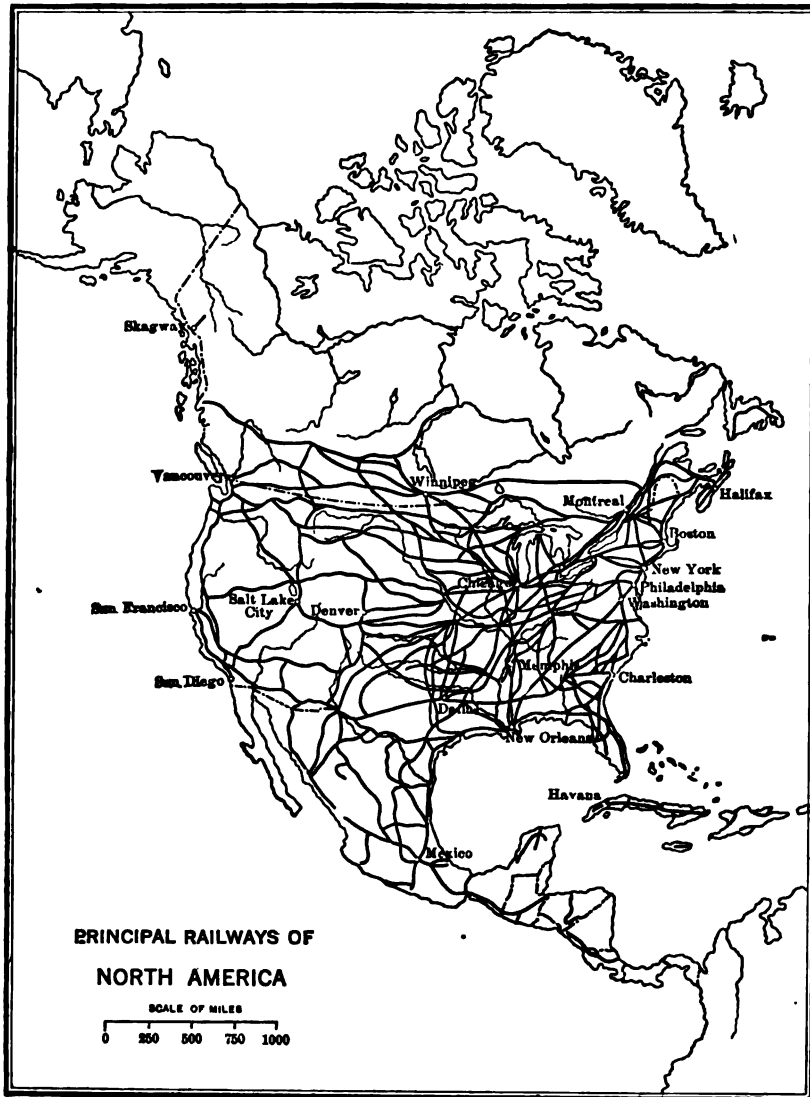 Skagway
Vancouver
Winnipeg
Montreal
Halifax
Boston
New York
Philadelphia
Washington
Chicago
Salt Lake
City
Denver
San Francisco
San Diego
Memphis
Charleston
New Orleans
Havana
Mexico
PRINCIPAL RAILWAYS OF
NORTH AMERICA
SCALE OF MILES
0 250 500 750 1000